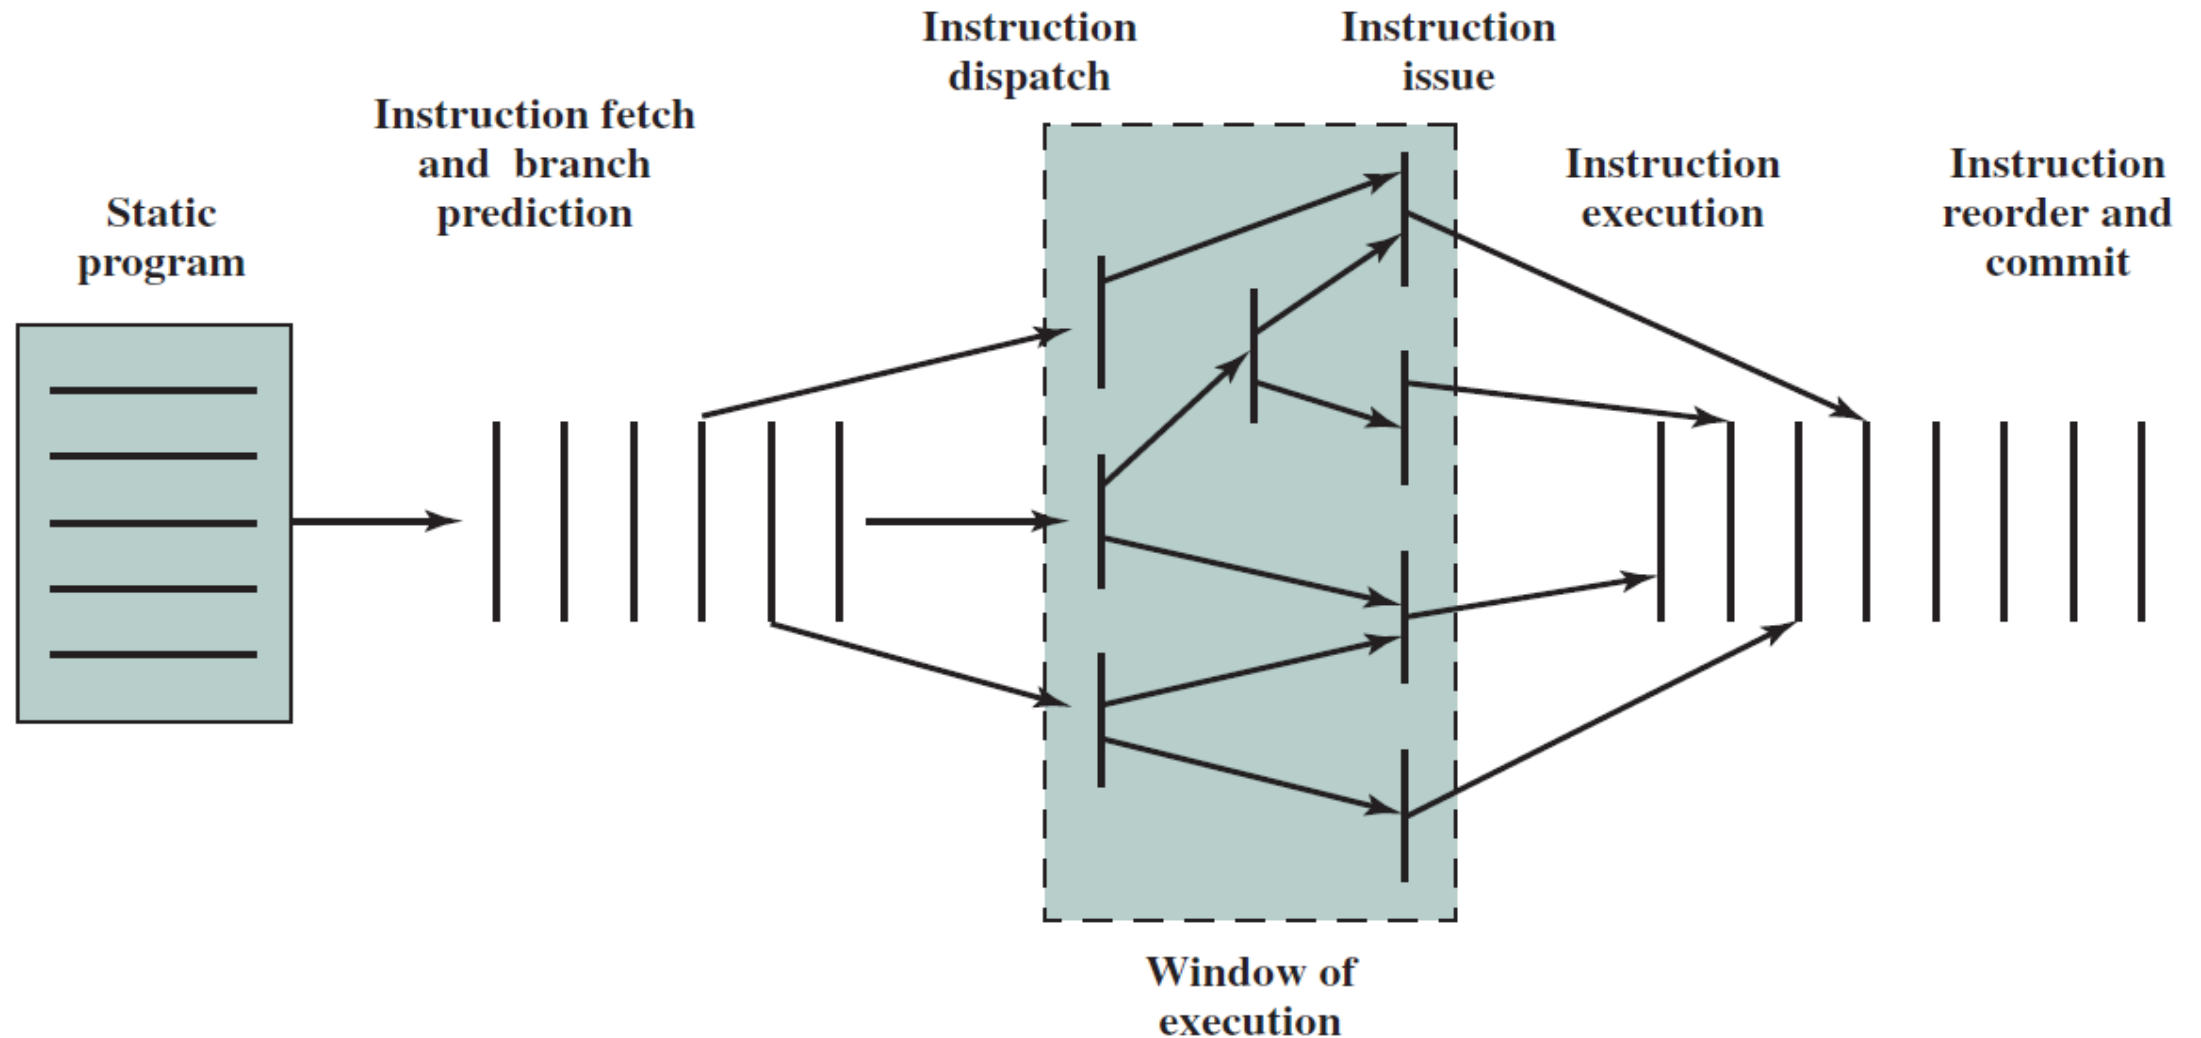 Static
program
Instruction fetch
and branch
prediction
Instruction
dispatch
Instruction
issue
Instruction
execution
Instruction
reorder and
commit
Window of
execution